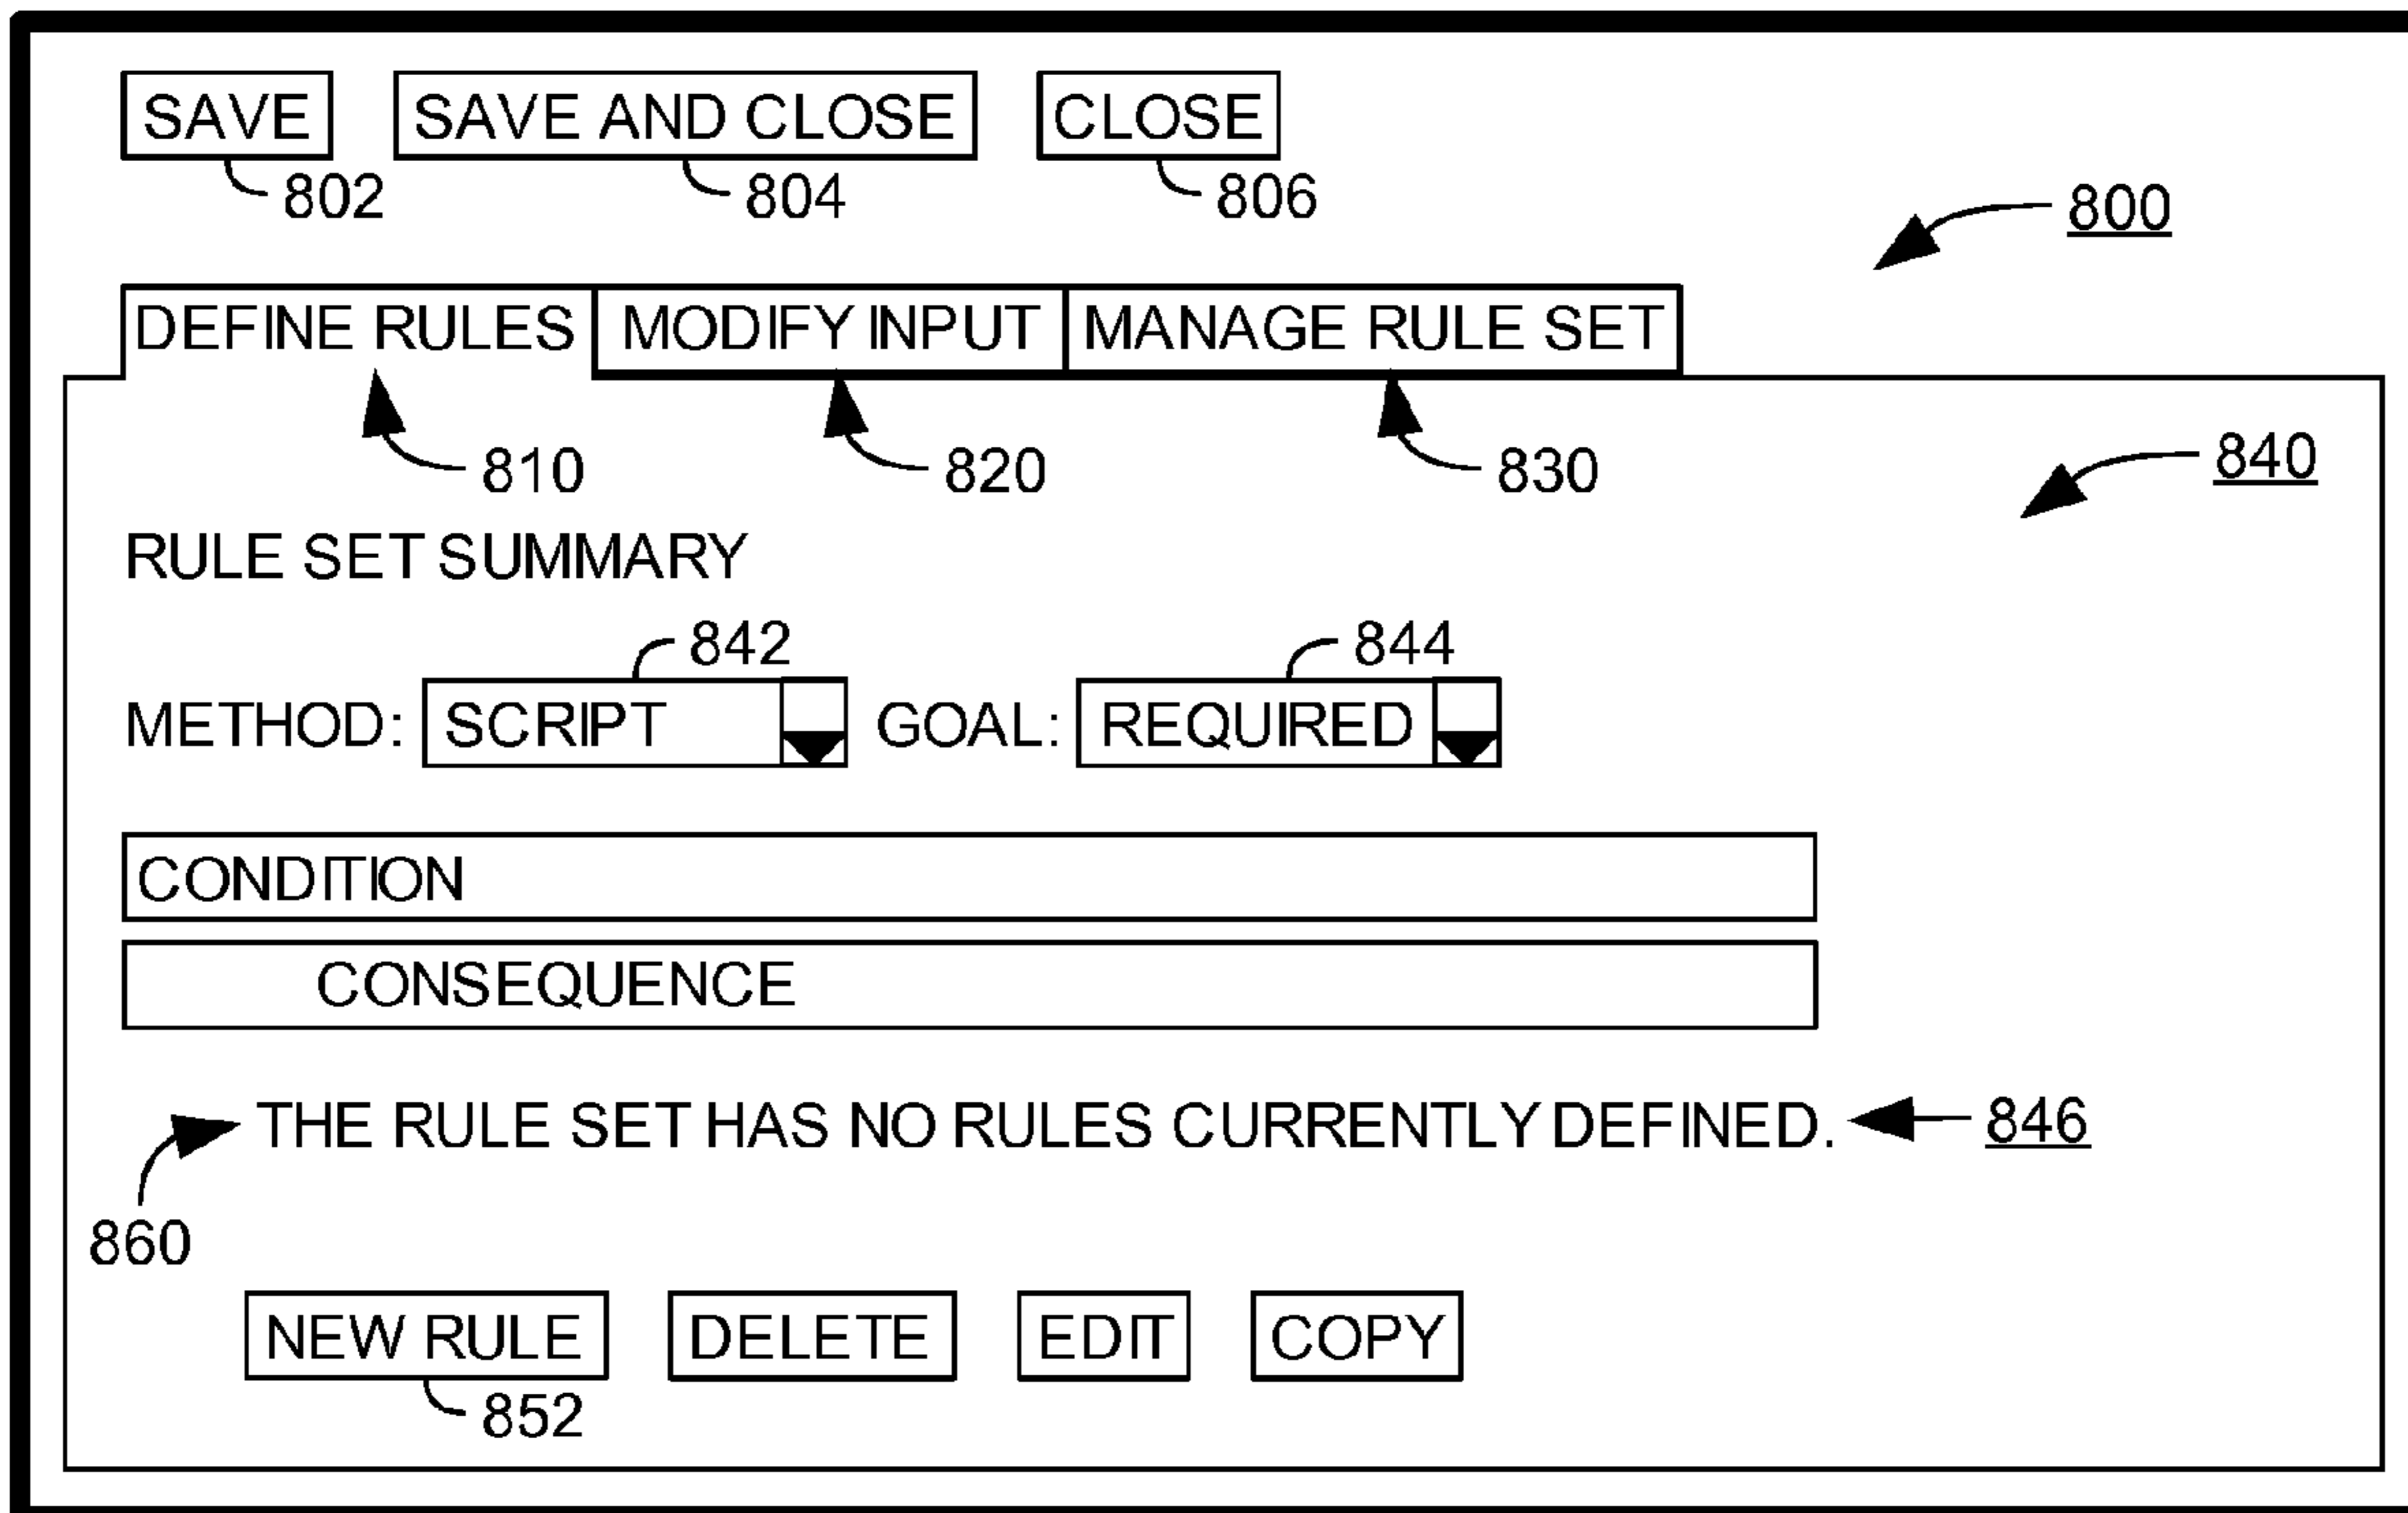 SAVE SAVE AND CLOSE CLOSE
802 804 806
800
DEFINE RULES MODIFY INPUT MANAGE RULE SET
810 820 830 840
RULE SET SUMMARY
842 844
METHOD: SCRIPT GOAL: REQUIRED
CONDITION
CONSEQUENCE
THE RULE SET HAS NO RULES CURRENTLY DEFINED. 846
860
NEW RULE DELETE EDIT COPY
852